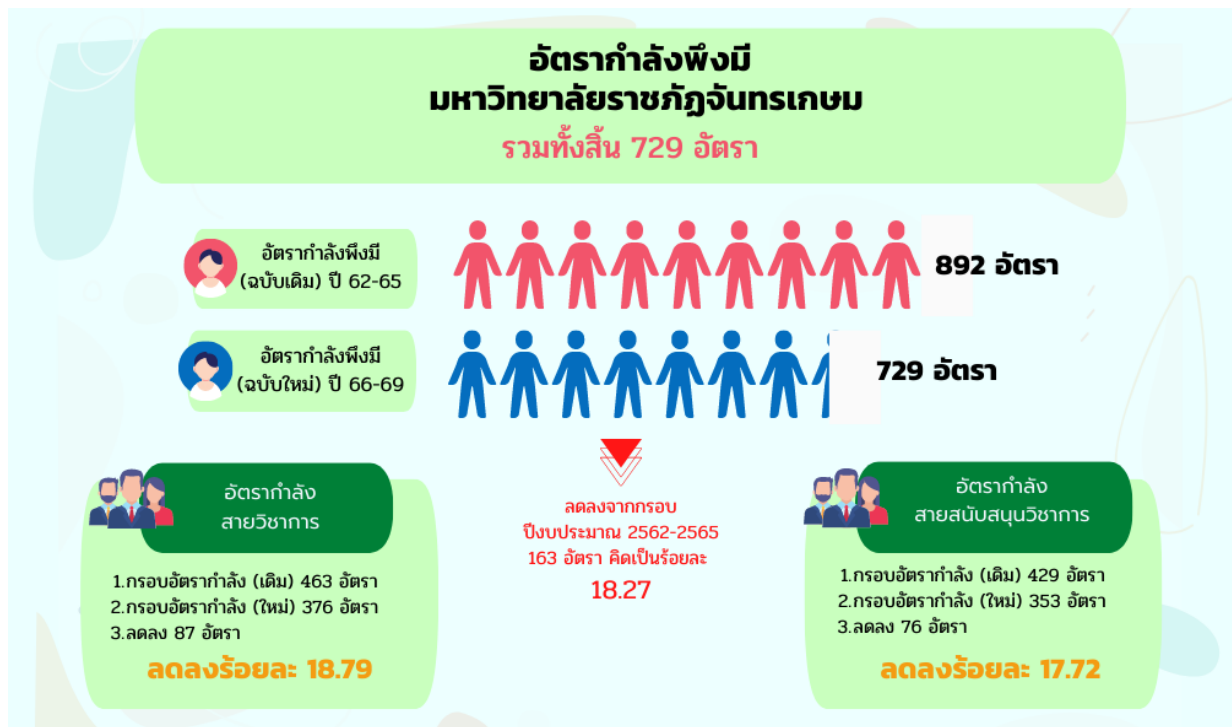 อัตรากำลังพึงมี
มหาวิทยาลัยราชภัฏจันทรเกษม
รวมทั้งสิ้น 729 อัตรา
อัตรากำลังพึงมี
(ฉบับเดิม) ปี 62-65
892 อัตรา
อัตรากำลังพึงมี
(ฉบับใหม่) ปี 66-69
729 อัตรา
อัตรากำลัง
สายวิชาการ
1.กรอบอัตรากำลัง (เดิม) 463 อัตรา
2.กรอบอัตรากำลัง (ใหม่) 376 อัตรา
3.ลดลง 87 อัตรา
ลดลงร้อยละ 18.79
ลดลงจากกรอบ
ปีงบประมาณ 2562-2565
163 อัตรา คิดเป็นร้อยละ
18.27
อัตรากำลัง
สายสนับสนุนวิชาการ
1.กรอบอัตรากำลัง (เดิม) 429 อัตรา
2.กรอบอัตรากำลัง (ใหม่) 353 อัตรา
3.ลดลง 76 อัตรา
ลดลงร้อยละ 17.72